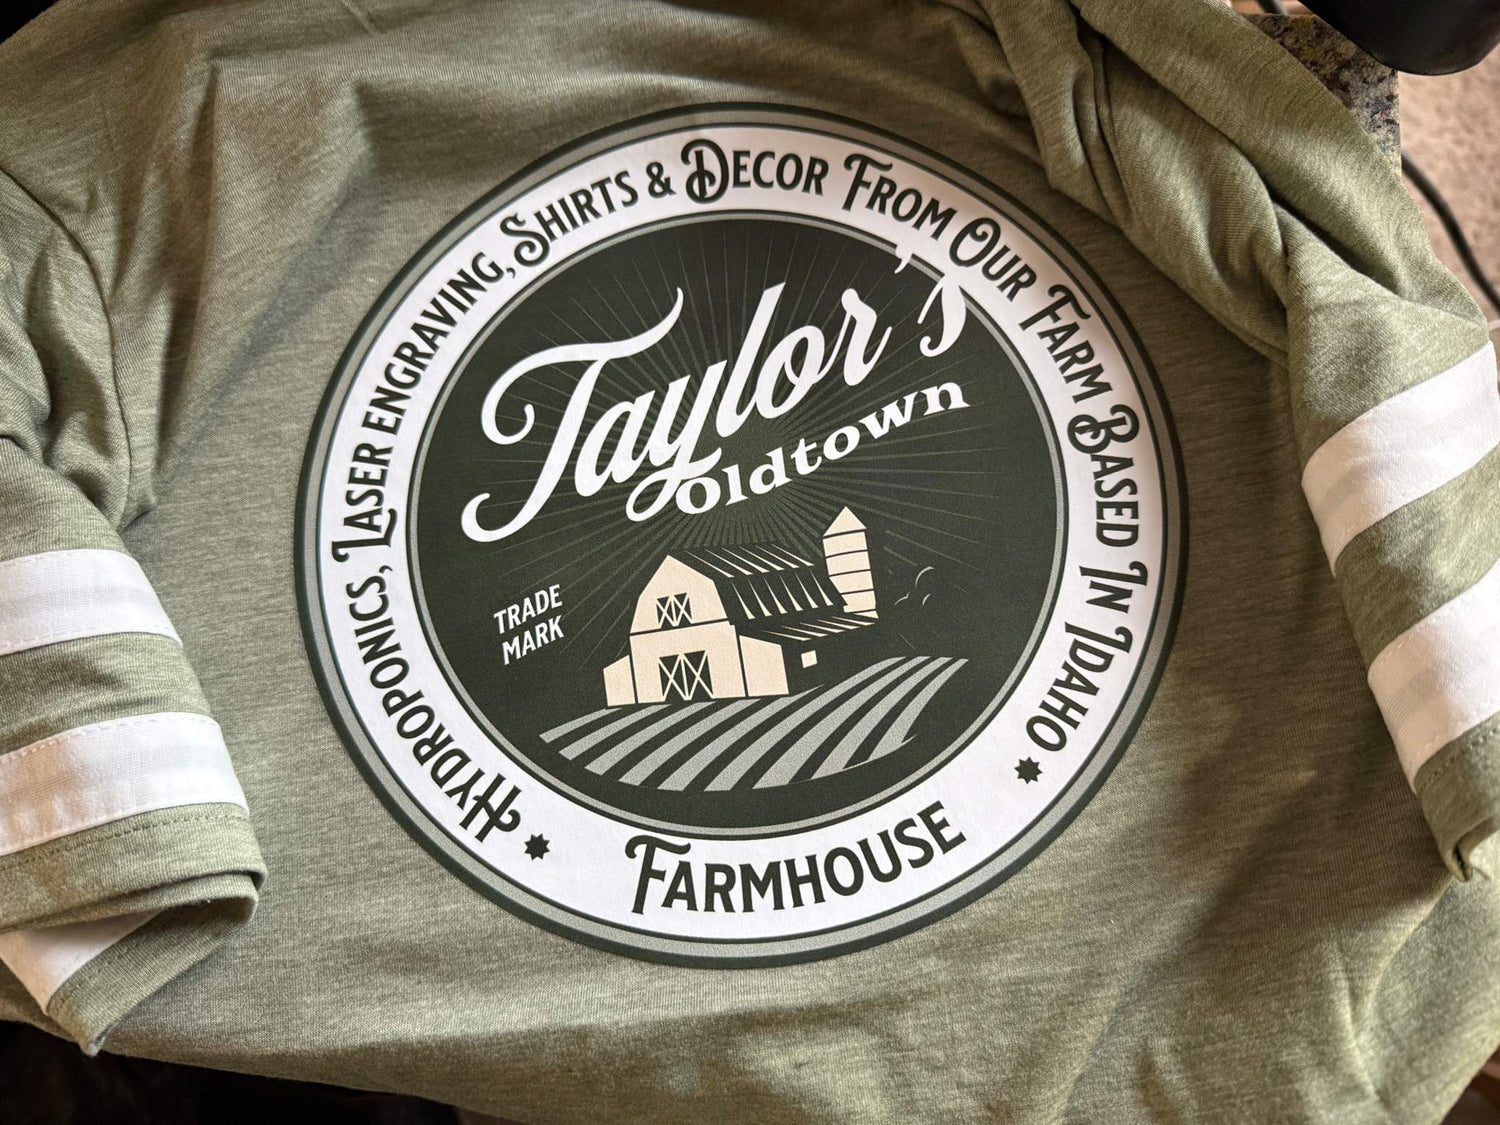 Hydroponics, Laser engraving, Shirts & Decor From Our Farm Based In Idaho
Taylor's
Oldtown
TRADE
MARK
Farmhouse